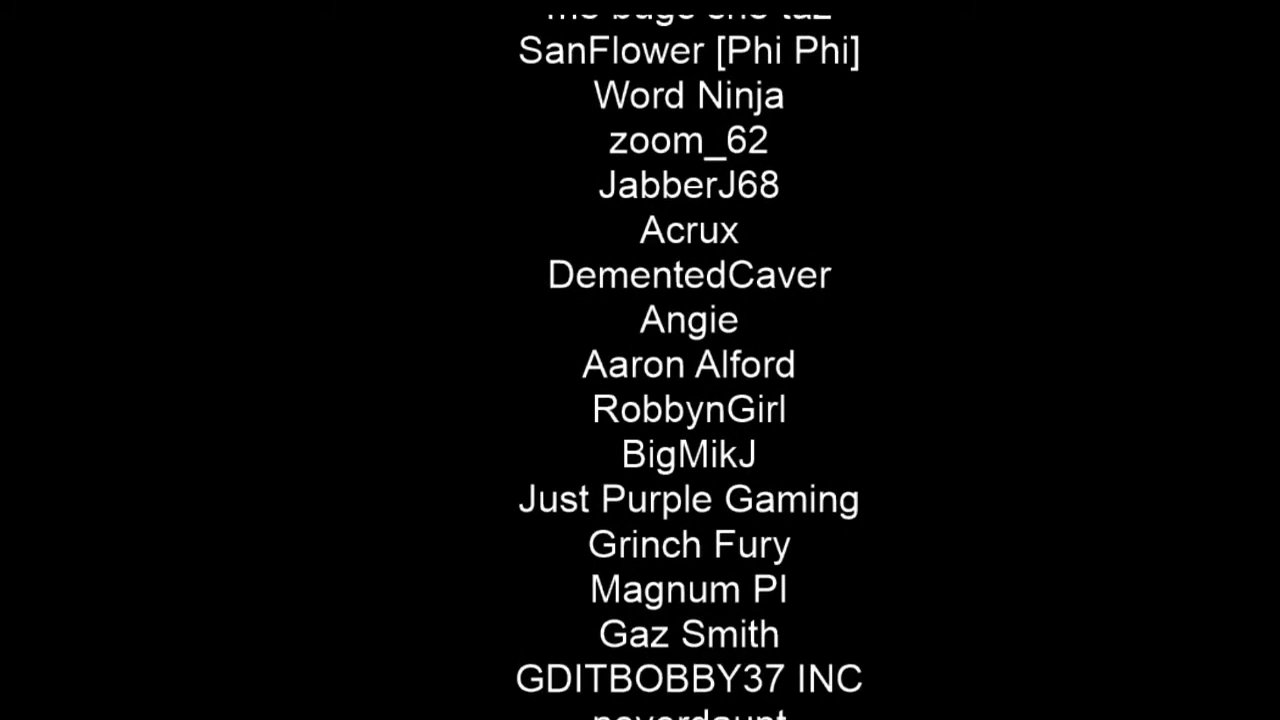 SanFlower [Phi Phi]
Word Ninja
zoom_62
JabberJ68
Acrux
DementedCaver
Angie
Aaron Alford
RobbynGirl
BigMikJ
Just Purple Gaming
Grinch Fury
Magnum PI
Gaz Smith
GDITBOBBY37 INC